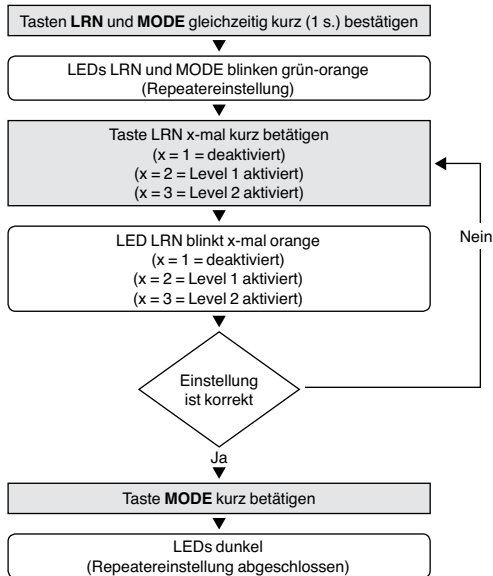 Tasten LRN und MODE gleichzeitig kurz (1 s.) bestätigen
LEDs LRN und MODE blinken grün-orange
(Repeatereinstellung)
Taste LRN x-mal kurz betätigen
(x = 1 = deaktiviert)
(x = 2 = Level 1 aktiviert)
(x = 3 = Level 2 aktiviert)
LED LRN blinkt x-mal orange
(x = 1 = deaktiviert)
(x = 2 = Level 1 aktiviert)
(x = 3 = Level 2 aktiviert)
Nein
Einstellung
ist korrekt
Ja
Taste MODE kurz betätigen
LEDs dunkel
(Repeatereinstellung abgeschlossen)